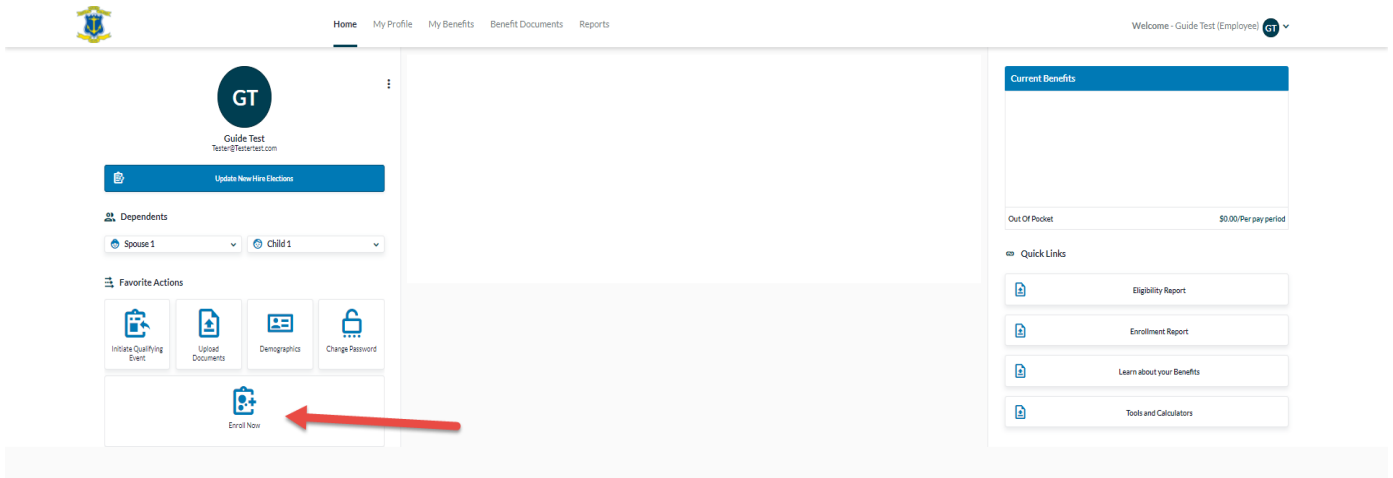 Home My Profile My Benefits Benefit Documents Reports
Welcome - Guide Test (Employee) GT
GT
Guide Test
Tester@Testertest.com
Update New Hire Elections
Dependents
Spouse 1
Child 1
Favorite Actions
Initiate Qualifying
Event
Upload
Documents
Demographics
Change Password
Enroll Now
Current Benefits
Out Of Pocket $0.00/Per pay period
Quick Links
Eligibility Report
Enrollment Report
Learn about your Benefits
Tools and Calculators